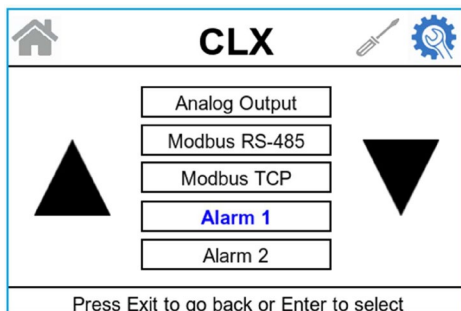 CLX
Analog Output
Modbus RS-485
Modbus TCP
Alarm 1
Alarm 2
Press Exit to go back or Enter to select